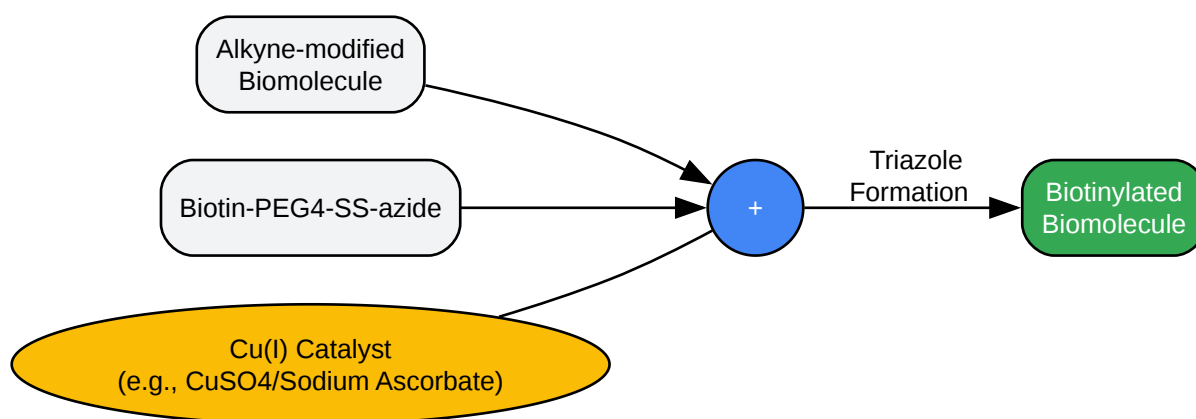 Alkyne-modified
Biomolecule
Biotin-PEG4-SS-azide
Cu(I) Catalyst
(e.g., CuSO4/Sodium Ascorbate)
+
Triazole
Formation
Biotinylated
Biomolecule